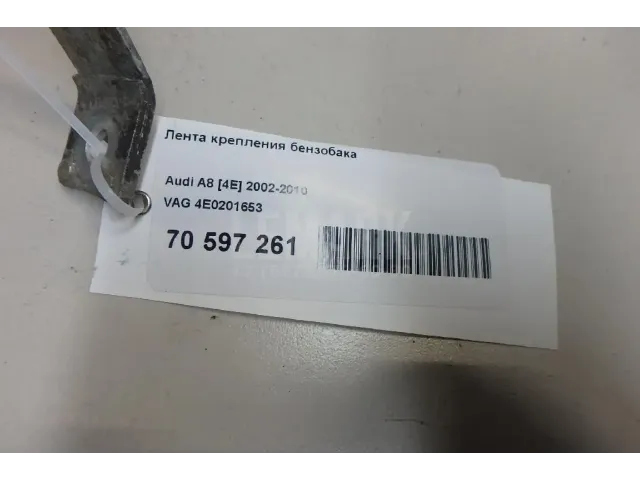 Лента крепления бензобака
Audi A8 [4E] 2002-2010
VAG 4E0201653
70 597 261